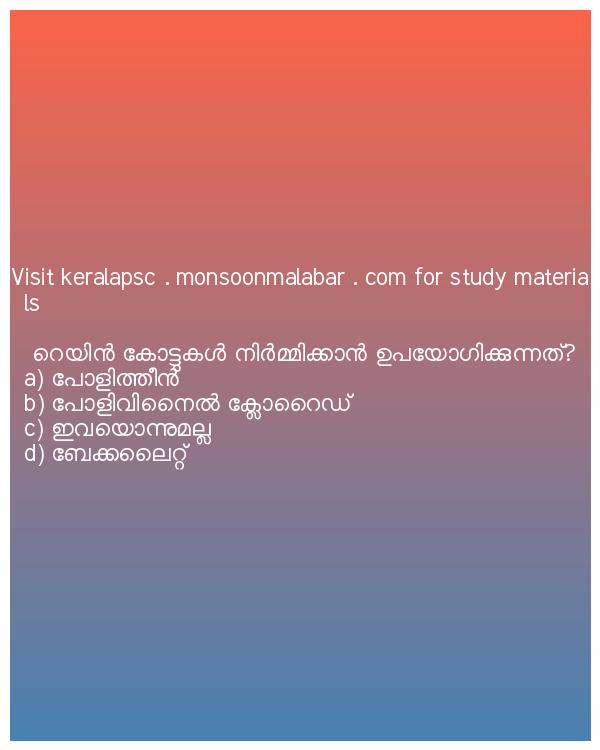 Visit keralapsc . monsoonmalabar . com for study materia
ls
റെയിൻ കോട്ടുകൾ നിർമ്മിക്കാൻ ഉപയോഗിക്കുന്നത്?
a) പോളിത്തീൻ
b) പോളിവിനൈൽ ക്ലോറൈഡ്
c) ഇവയൊന്നുമല്ല
d) ബേക്കലൈറ്റ്